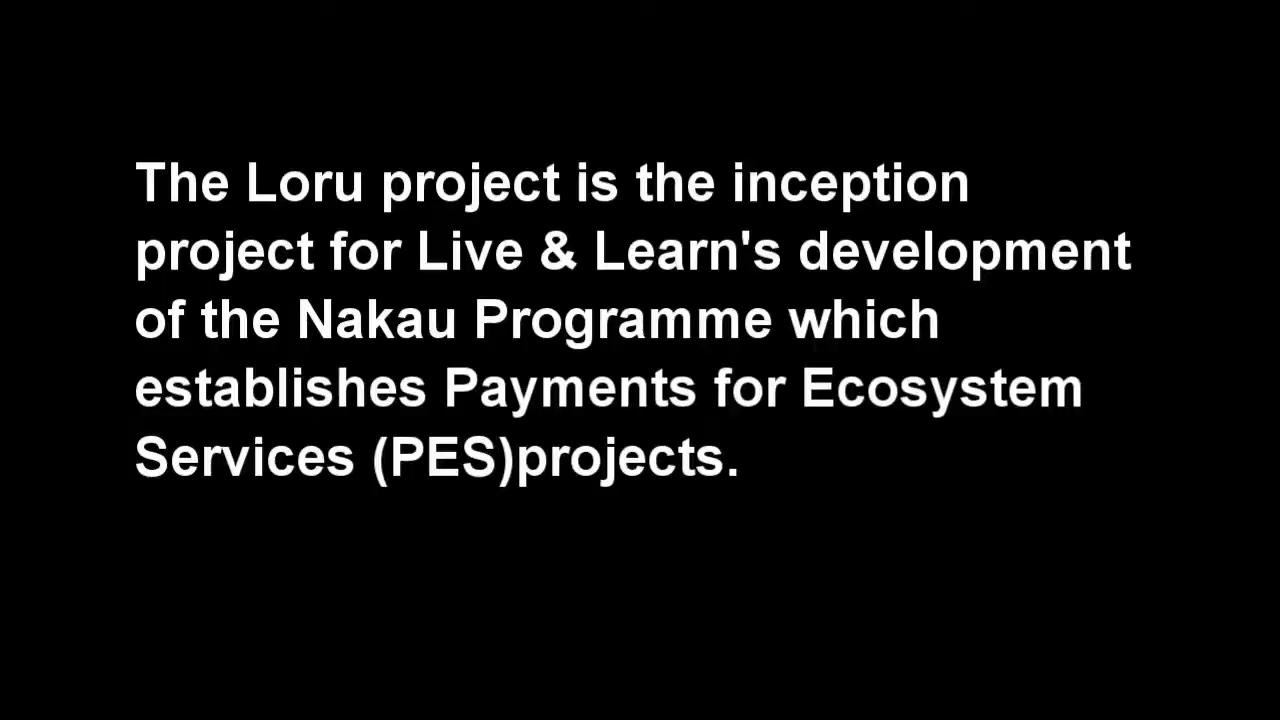 The Loru project is the inception
project for Live & Learn's development
of the Nakau Programme which
establishes Payments for Ecosystem
Services (PES)projects.